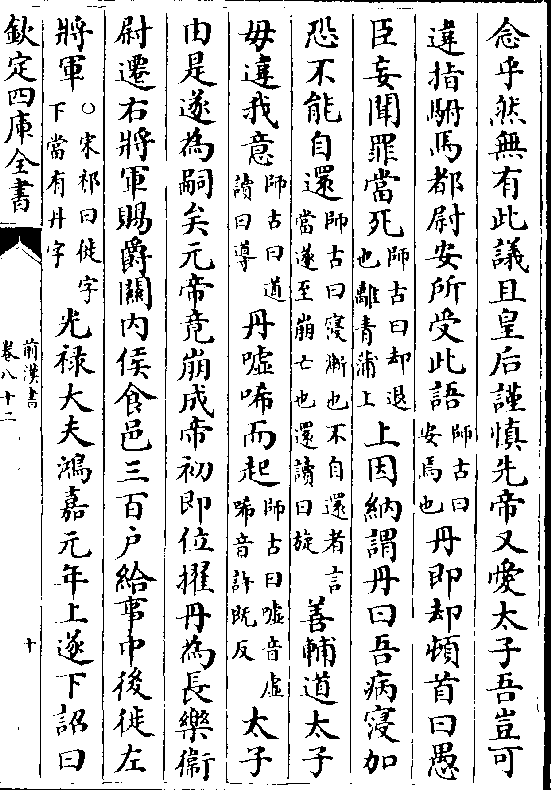 念乎然無有此議且皇后謹慎先帝又愛太子吾豈可
違指駙馬都尉安所受此語師古曰安焉也丹即却頓首曰愚
臣妄聞罪當死師古曰却退也離青蒲上上因納謂丹曰吾病寖加
恐不能自還師古曰寖漸也不自還者言當遂至崩亡也還讀曰旋善輔道太子
毋違我意師古曰道讀曰導丹噓唏而起師古曰噓音虛唏音許既反太子
由是遂為嗣矣元帝竟崩成帝初即位擢丹為長樂衞
尉遷右將軍賜爵關内侯食邑三百户給事中後徙左
將軍○宋祁曰徙字下當有丹字光禄大夫鴻嘉元年上遂下詔曰
欽定四庫全書
前漢書
卷八十二
十